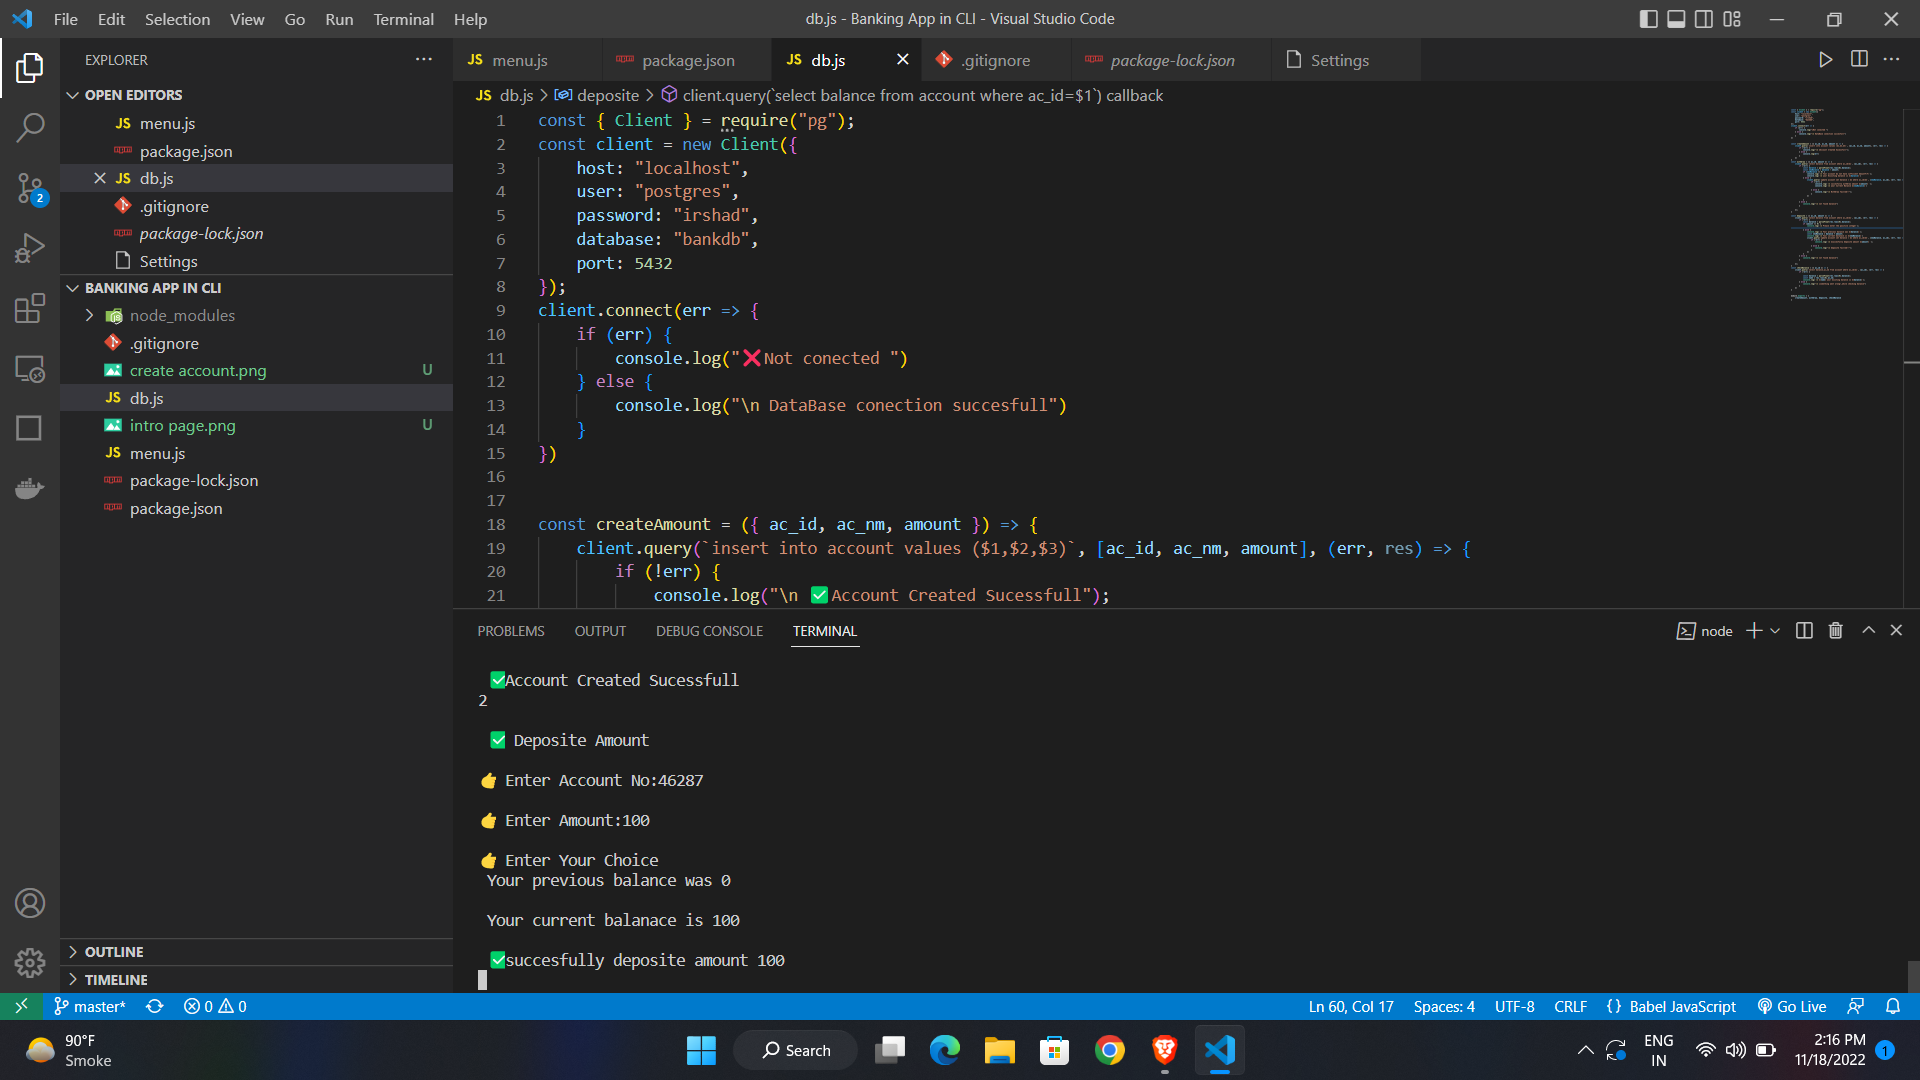 File Edit Selection View Go Run Terminal Help
db.js - Banking App in CLI - Visual Studio Code
EXPLORER
OPEN EDITORS
JS menu.js
package.json
JS db.js
.gitignore
package-lock.json
Settings
BANKING APP IN CLI
node_modules
.gitignore
create account.png U
JS db.js
intro page.png U
JS menu.js
package-lock.json
package.json
OUTLINE
TIMELINE
2
JS menu.js package.json JS db.js .gitignore package-lock.json Settings
JS db.js > deposite > client.query(`select balance from account where ac_id=$1`) callback
1 const { Client } = require("pg");
2 const client = new Client({
3 host: "localhost",
4 user: "postgres",
5 password: "irshad",
6 database: "bankdb",
7 port: 5432
8 });
9 client.connect(err => {
10 if (err) {
11 console.log("❌Not conected ")
12 } else {
13 console.log("\n DataBase conection succesfull")
14 }
15 })
16
17
18 const createAmount = ({ ac_id, ac_nm, amount }) => {
19 client.query(`insert into account values ($1,$2,$3)`, [ac_id, ac_nm, amount], (err, res) => {
20 if (!err) {
21 console.log("\n ✅Account Created Sucessfull");
PROBLEMS OUTPUT DEBUG CONSOLE TERMINAL
node
✅Account Created Sucessfull
2
✅ Deposite Amount
👉 Enter Account No:46287
👉 Enter Amount:100
👉 Enter Your Choice
Your previous balance was 0
Your current balanace is 100
✅succesfully deposite amount 100
master* 0 0
Ln 60, Col 17 Spaces: 4 UTF-8 CRLF {} Babel JavaScript Go Live
90°F
Smoke
Search
ENG
IN
2:16 PM
11/18/2022
1